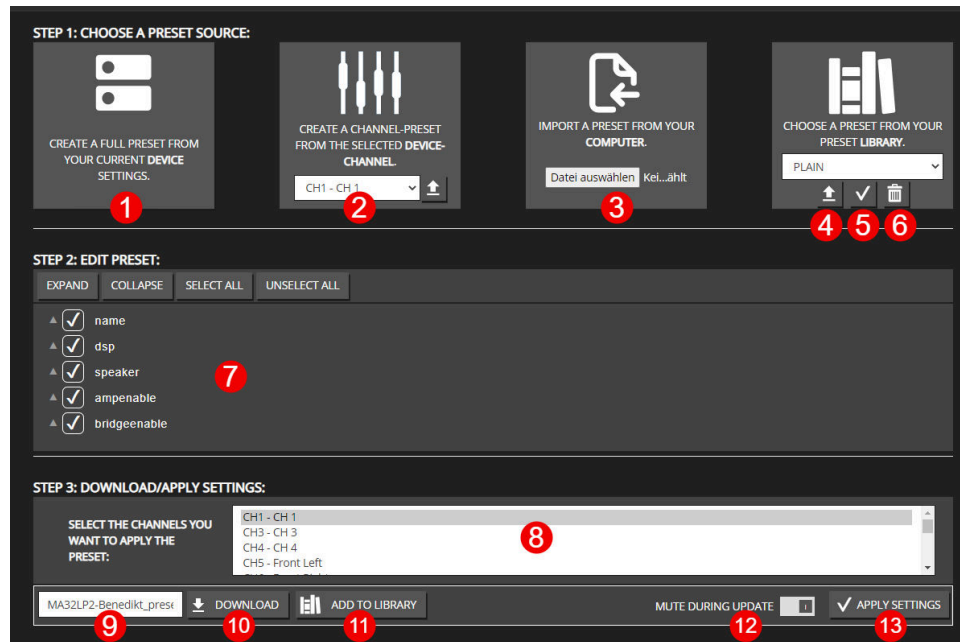 STEP 1: CHOOSE A PRESET SOURCE:
CREATE A FULL PRESET FROM
YOUR CURRENT DEVICE
SETTINGS.
1
CREATE A CHANNEL-PRESET
FROM THE SELECTED DEVICE-
CHANNEL.
CH1 - CH 1
2
IMPORT A PRESET FROM YOUR
COMPUTER.
Datei auswählen Kei...ählt
3
CHOOSE A PRESET FROM YOUR
PRESET LIBRARY.
PLAIN
4 5 6
STEP 2: EDIT PRESET:
EXPAND COLLAPSE SELECT ALL UNSELECT ALL
name
dsp
speaker
7
ampenable
bridgeenable
STEP 3: DOWNLOAD/APPLY SETTINGS:
SELECT THE CHANNELS YOU
WANT TO APPLY THE
PRESET:
CH1 - CH 1
CH3 - CH 3
CH4 - CH 4
CH5 - Front Left
8
MA32LP2-Benedikt_prese DOWNLOAD ADD TO LIBRARY MUTE DURING UPDATE APPLY SETTINGS
9 10 11 12 13